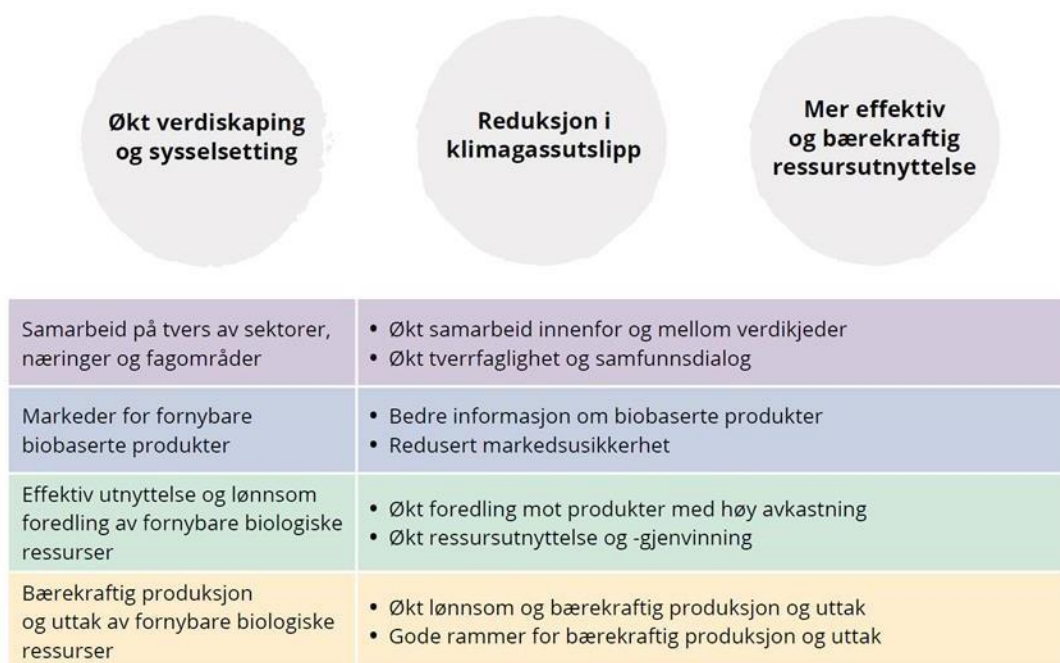 Økt verdiskaping
og sysselsetting
Reduksjon i
klimagassutslipp
Mer effektiv
og bærekraftig
ressursutnyttelse
Samarbeid på tvers av sektorer,
næringer og fagområder
• Økt samarbeid innenfor og mellom verdikjeder
• Økt tverrfaglighet og samfunnsdialog
Markeder for fornybare
biobaserte produkter
• Bedre informasjon om biobaserte produkter
• Redusert markedsusikkerhet
Effektiv utnyttelse og lønnsom
foredling av fornybare biologiske
ressurser
• Økt foredling mot produkter med høy avkastning
• Økt ressursutnyttelse og -gjenvinning
Bærekraftig produksjon
og uttak av fornybare biologiske
ressurser
• Økt lønnsom og bærekraftig produksjon og uttak
• Gode rammer for bærekraftig produksjon og uttak